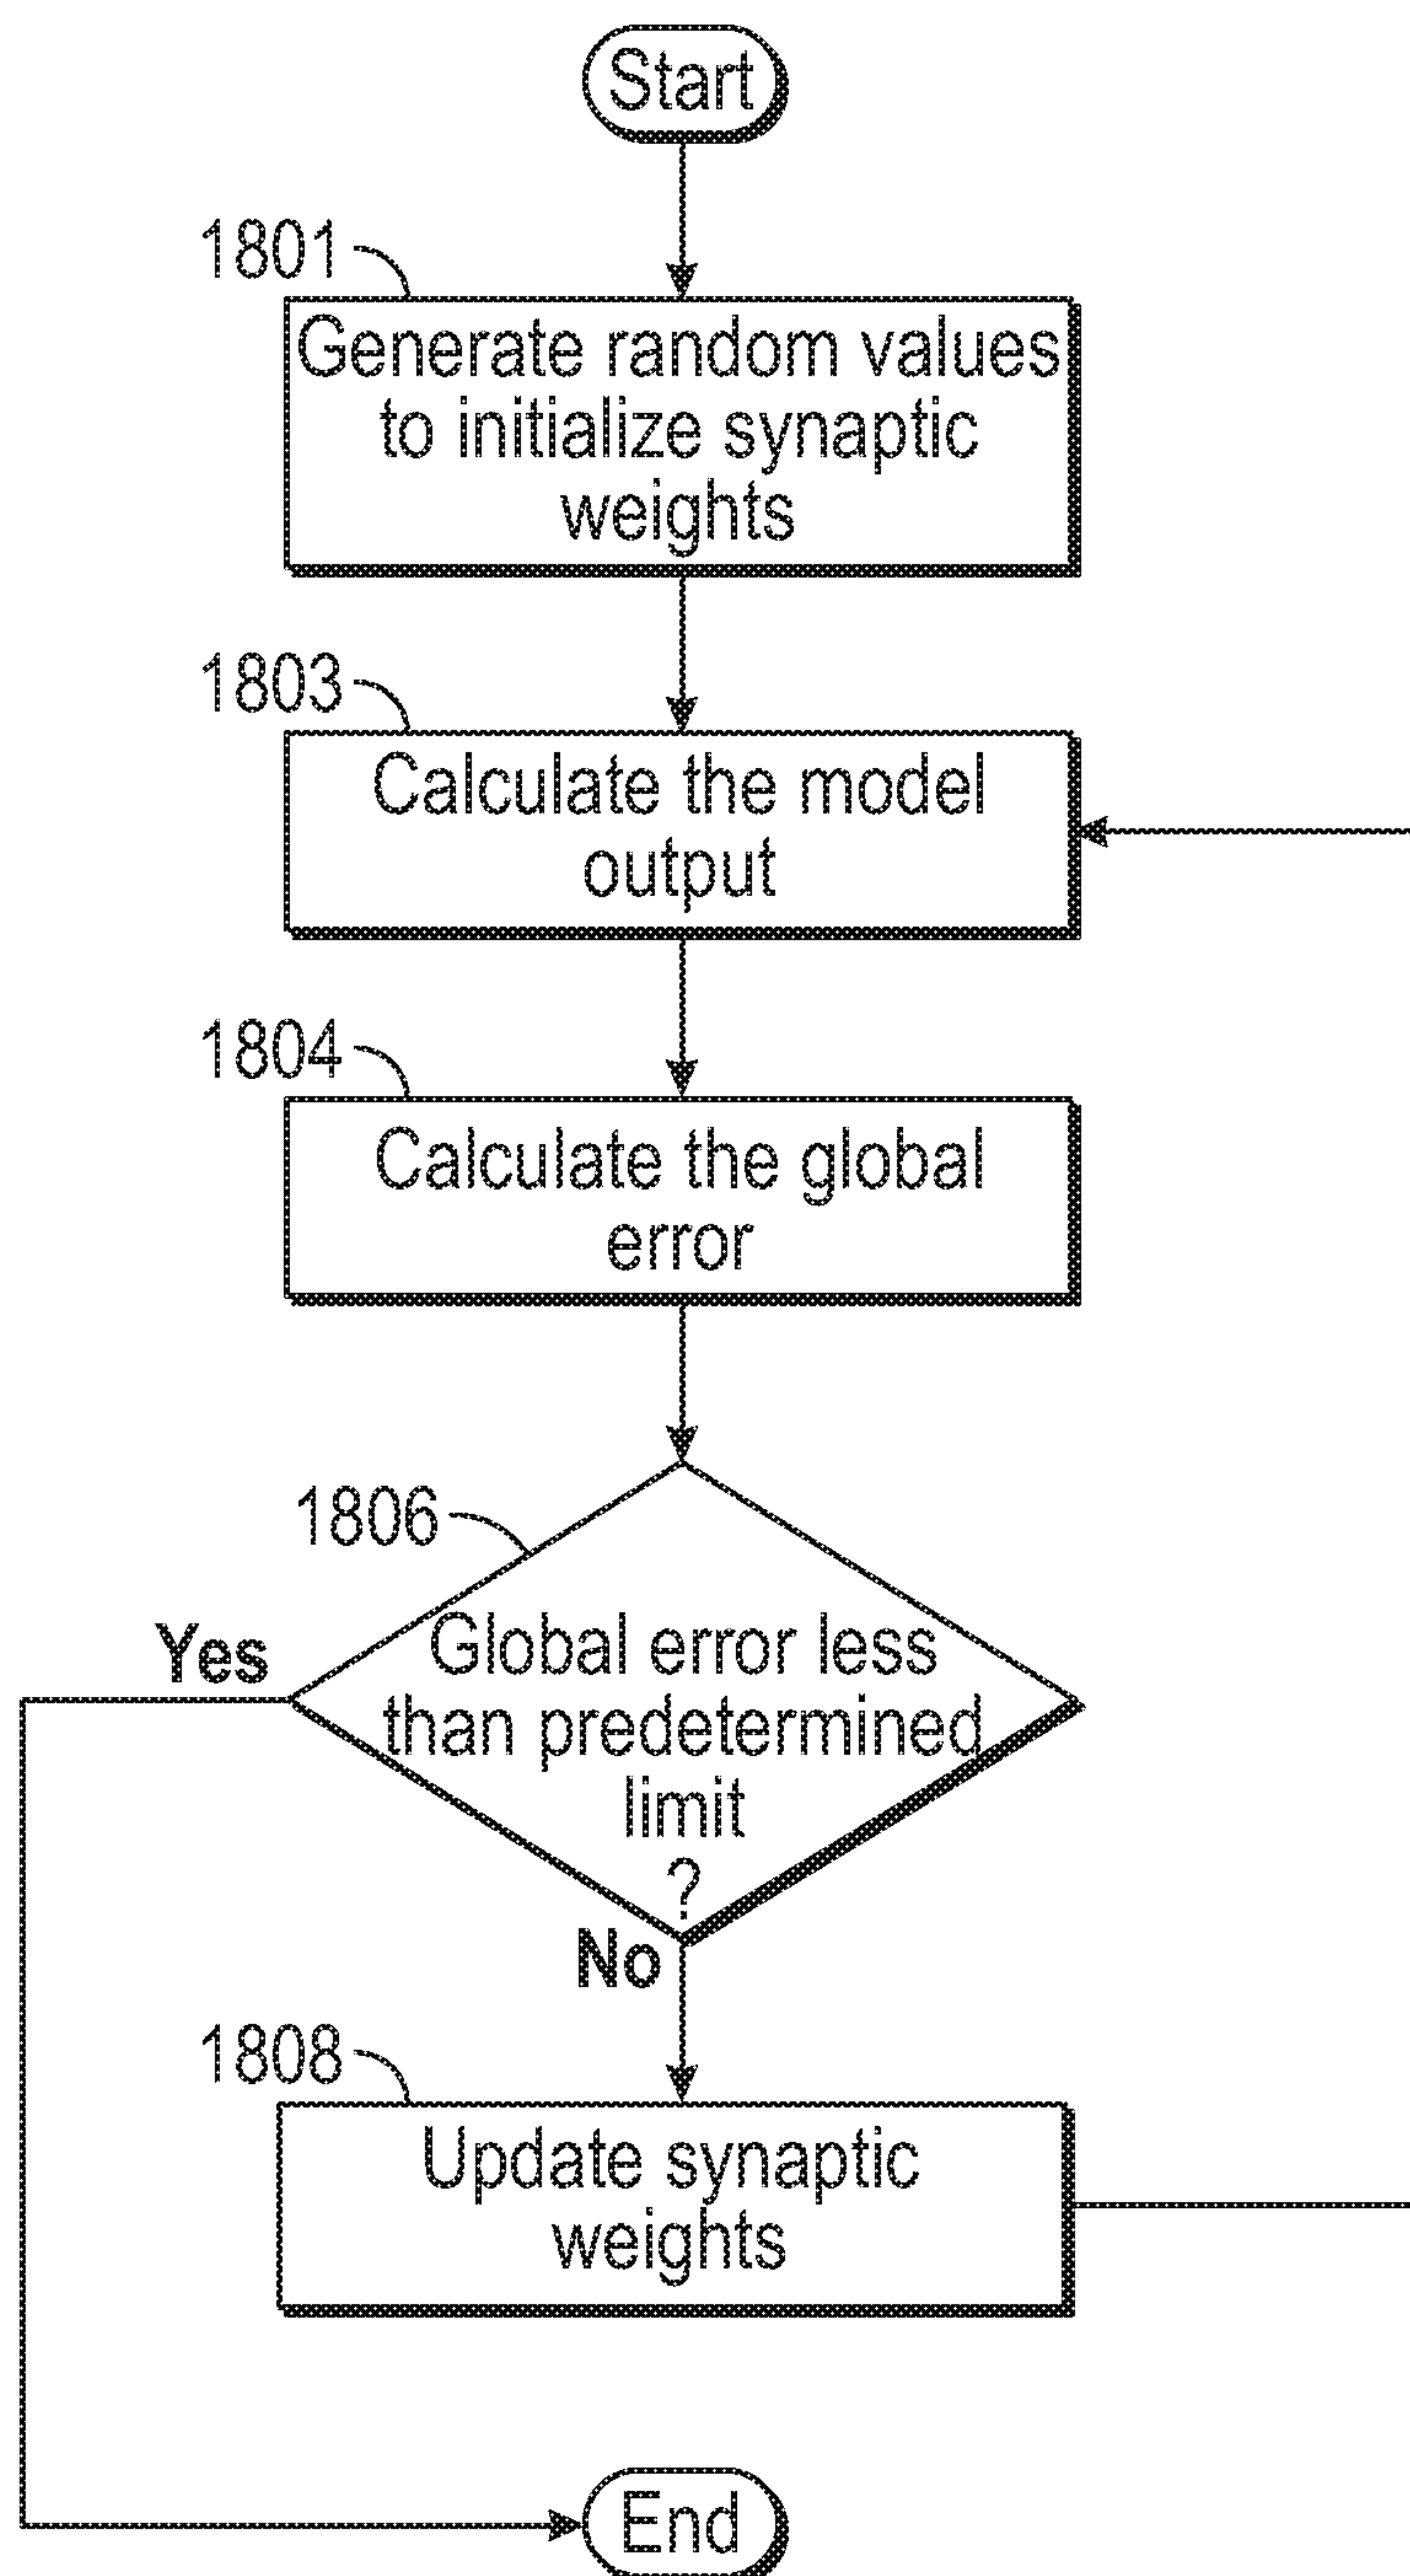 Start
1801
Generate random values
to initialize synaptic
weights
1803
Calculate the model
output
1804
Calculate the global
error
1806
Global error less
than predetermined
limit
?
Yes
No
1808
Update synaptic
weights
End